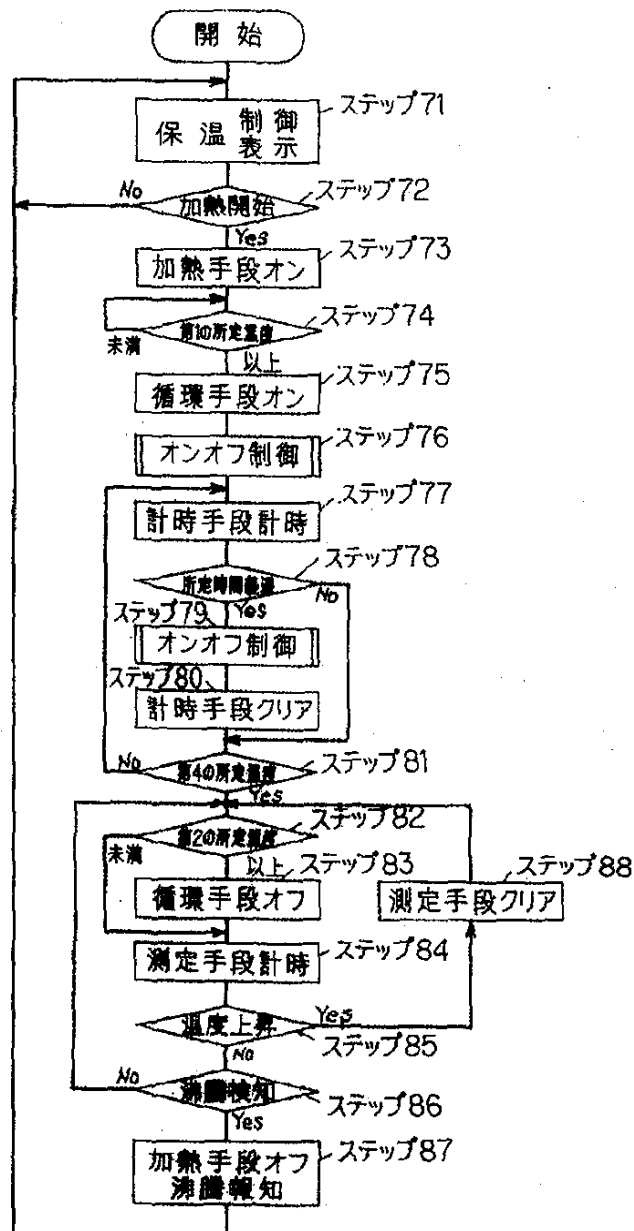 開始
ステップ71
保温 制御
表示
ステップ72
No
加熱開始
Yes
ステップ73
加熱手段オン
ステップ74
第1の所定温度
未満
以上
ステップ75
循環手段オン
ステップ76
オンオフ制御
ステップ77
計時手段計時
ステップ78
所定時間経過
No
Yes
ステップ79
オンオフ制御
ステップ80
計時手段クリア
ステップ81
第4の所定温度
No
Yes
ステップ82
第2の所定温度
未満
以上
ステップ83
循環手段オフ
ステップ88
測定手段クリア
ステップ84
測定手段計時
温度上昇
Yes
ステップ85
No
No
沸騰検知
ステップ86
Yes
ステップ87
加熱手段オフ
沸騰報知